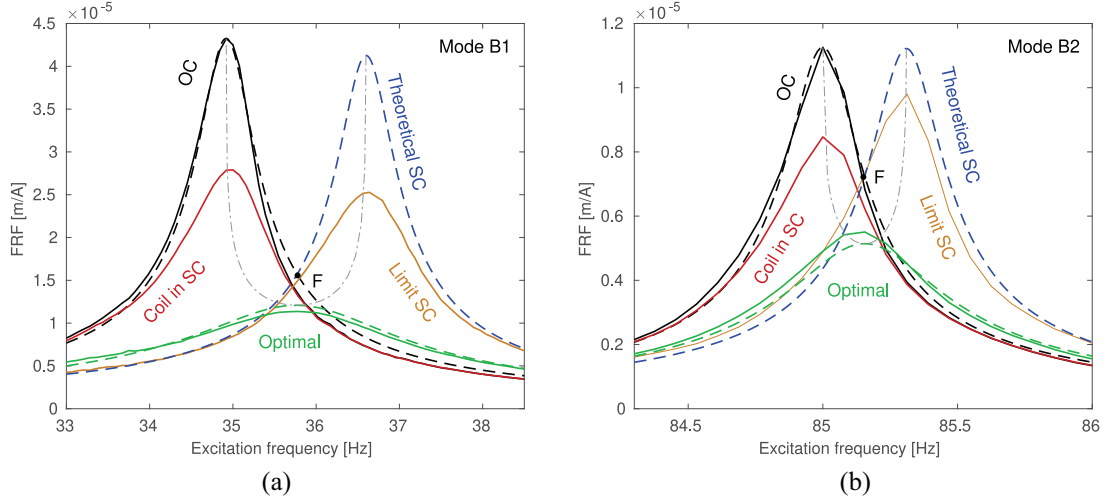 ×10⁻⁵
4.5
4
3.5
3
2.5
2
1.5
1
0.5
0
FRF [m/A]
33 34 35 36 37 38
Excitation frequency [Hz]
Mode B1
OC
Theoretical SC
Coil in SC
F
Limit SC
Optimal
(a)
×10⁻⁵
1.2
1
0.8
0.6
0.4
0.2
0
FRF [m/A]
84.5 85 85.5 86
Excitation frequency [Hz]
Mode B2
OC
Theoretical SC
F
Coil in SC
Limit SC
Optimal
(b)